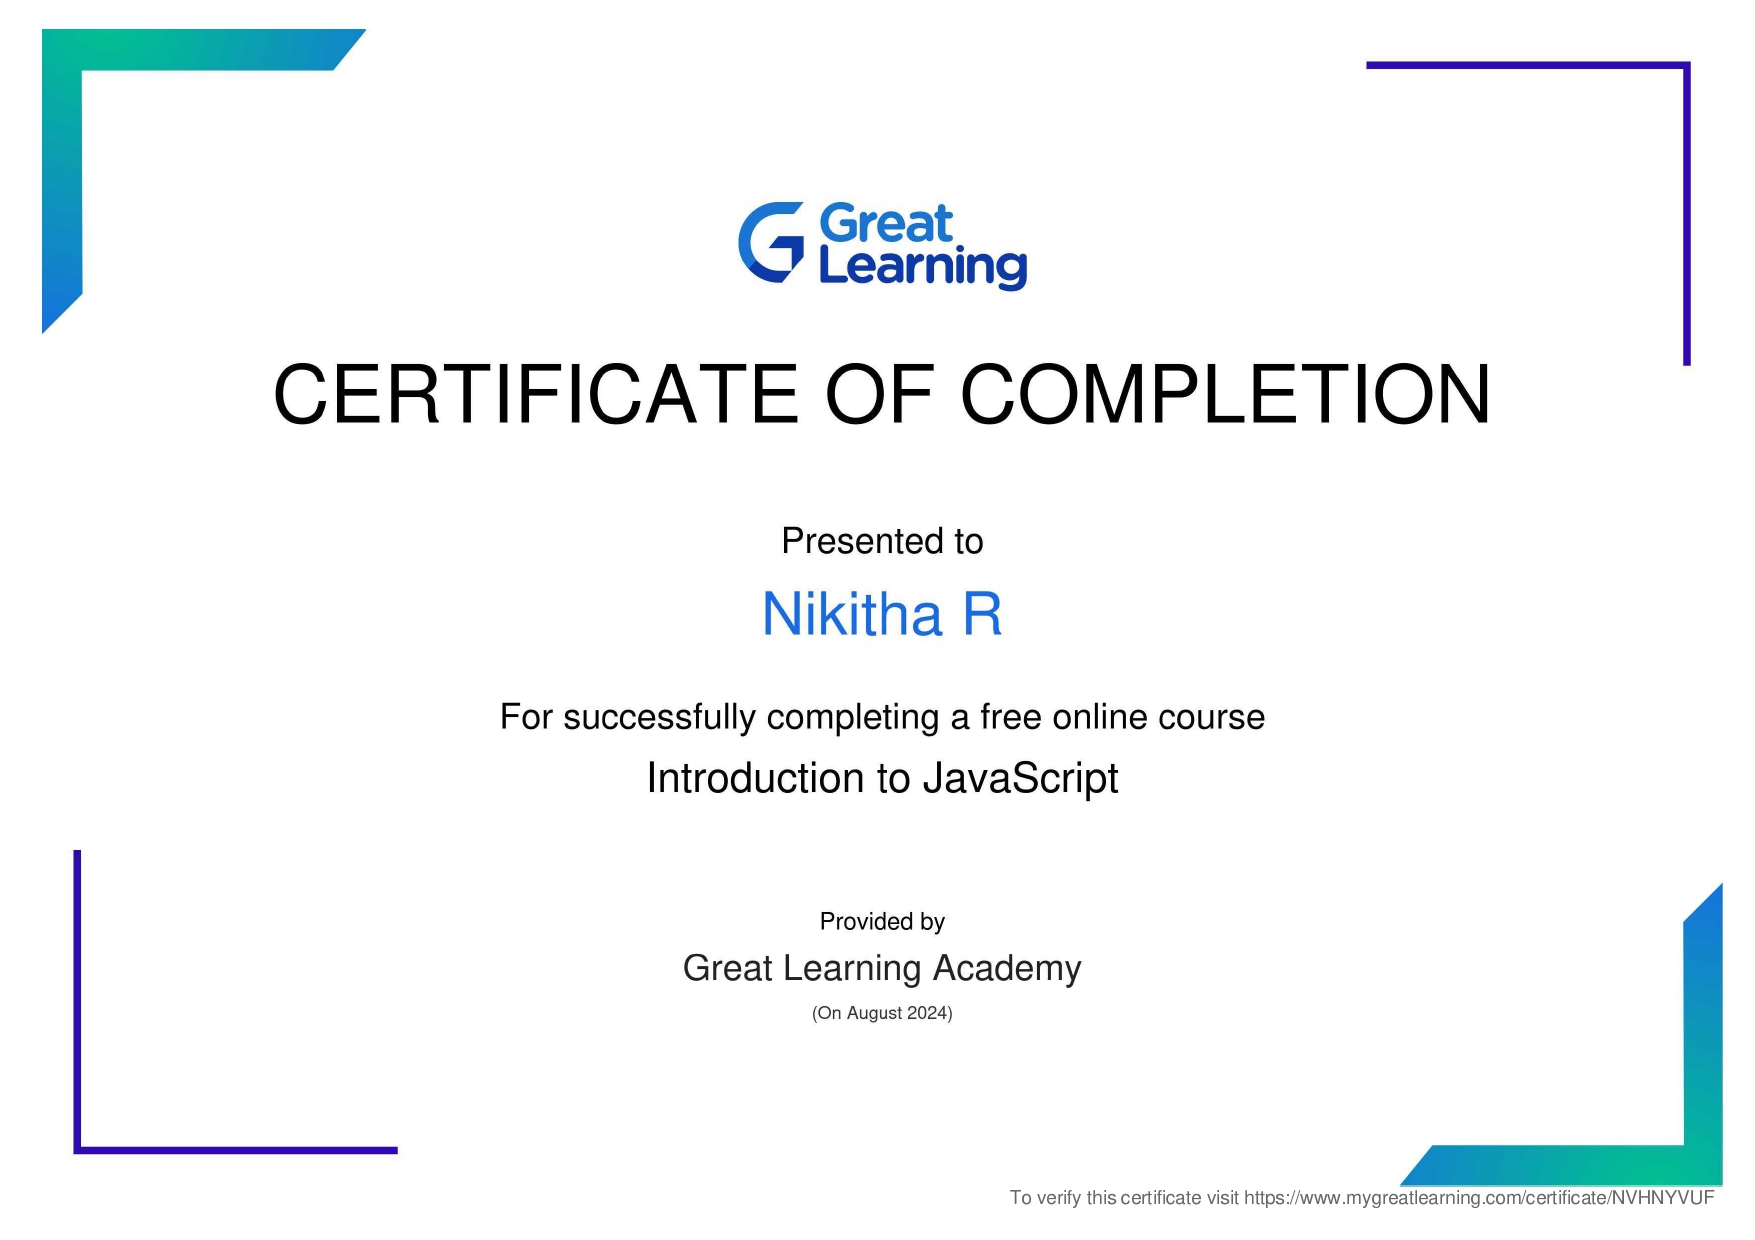 Great
Learning
CERTIFICATE OF COMPLETION
Presented to
Nikitha R
For successfully completing a free online course
Introduction to JavaScript
Provided by
Great Learning Academy
(On August 2024)
To verify this certificate visit https://www.mygreatlearning.com/certificate/NVHNYVUF